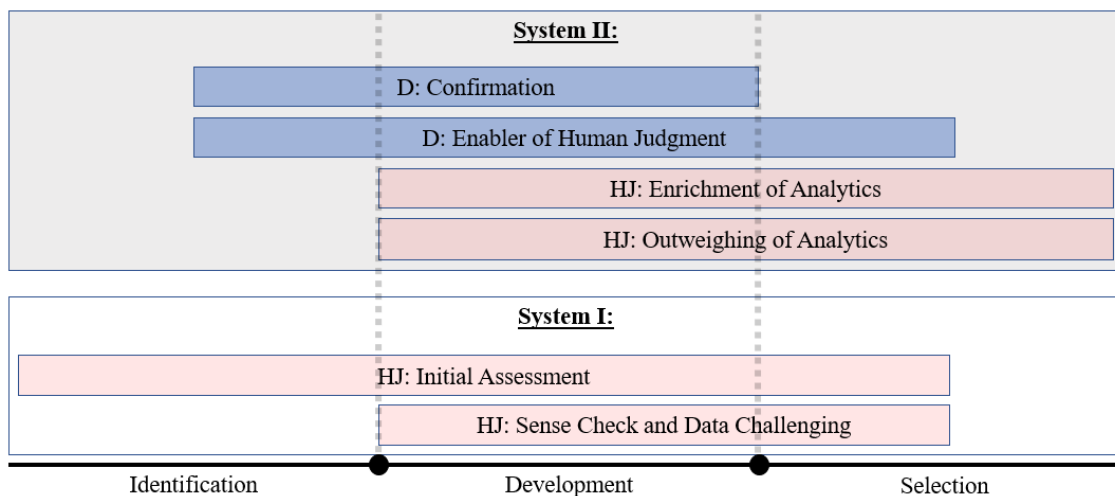 System II:
D: Confirmation
D: Enabler of Human Judgment
HJ: Enrichment of Analytics
HJ: Outweighing of Analytics
System I:
HJ: Initial Assessment
HJ: Sense Check and Data Challenging
Identification Development Selection